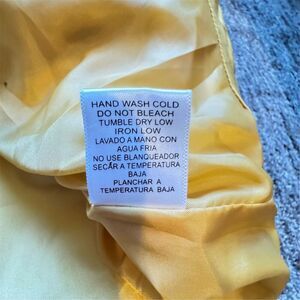 HAND WASH COLD
DO NOT BLEACH
TUMBLE DRY LOW
IRON LOW
LAVADO A MANO CON
AGUA FRIA
NO USE BLANQUEADOR
SECAR A TEMPERATURA
BAJA
PLANCHAR A
TEMPERATURA BAJA